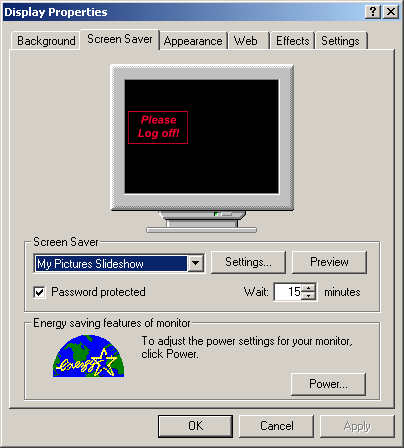 Display Properties
Background Screen Saver Appearance Web Effects Settings
Please
Log off!
Screen Saver
My Pictures Slideshow Settings... Preview
Password protected Wait: 15 minutes
Energy saving features of monitor
To adjust the power settings for your monitor,
click Power.
energy
Power...
OK Cancel Apply